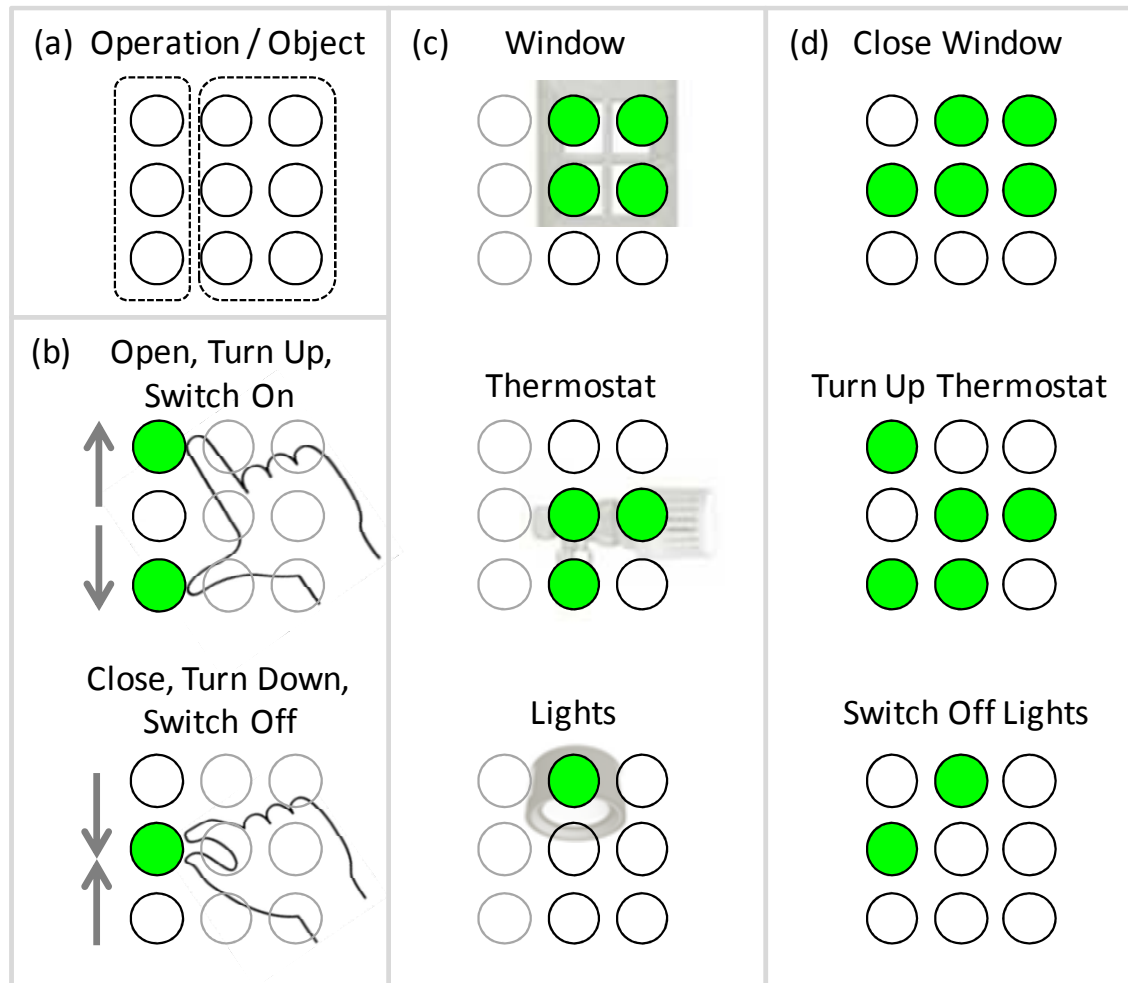 (a) Operation / Object
(b) Open, Turn Up,
Switch On
Close, Turn Down,
Switch Off
(c) Window
Thermostat
Lights
(d) Close Window
Turn Up Thermostat
Switch Off Lights